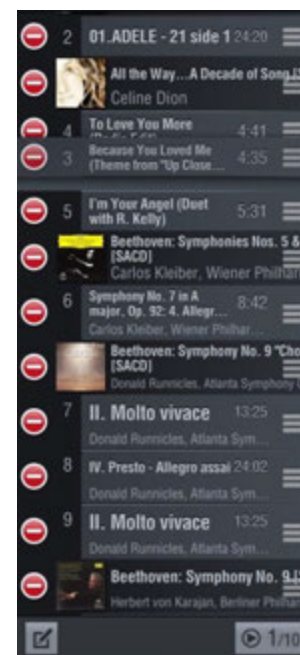 2 01.ADELE - 21 side 1 24:20
All the Way...A Decade of Song
Celine Dion
4 To Love You More 4:41
(Radio Edit)
3 Because You Loved Me 4:35
(Theme from "Up Close...
5 I'm Your Angel (Duet 5:31
with R. Kelly)
Beethoven: Symphonies Nos. 5 &
[SACD]
Carlos Kleiber, Wiener Philhar
6 Symphony No. 7 in A 8:42
major, Op. 92: 4. Allegr...
Carlos Kleiber, Wiener Philhar...
Beethoven: Symphony No. 9 "Cho
[SACD]
Donald Runnicles, Atlanta Symphony
7 II. Molto vivace 13:25
Donald Runnicles, Atlanta Sym...
8 IV. Presto - Allegro assai 24:02
Donald Runnicles, Atlanta Sym...
9 II. Molto vivace 13:25
Donald Runnicles, Atlanta Sym...
Beethoven: Symphony No. 9
Herbert von Karajan, Berliner Philha
1/10